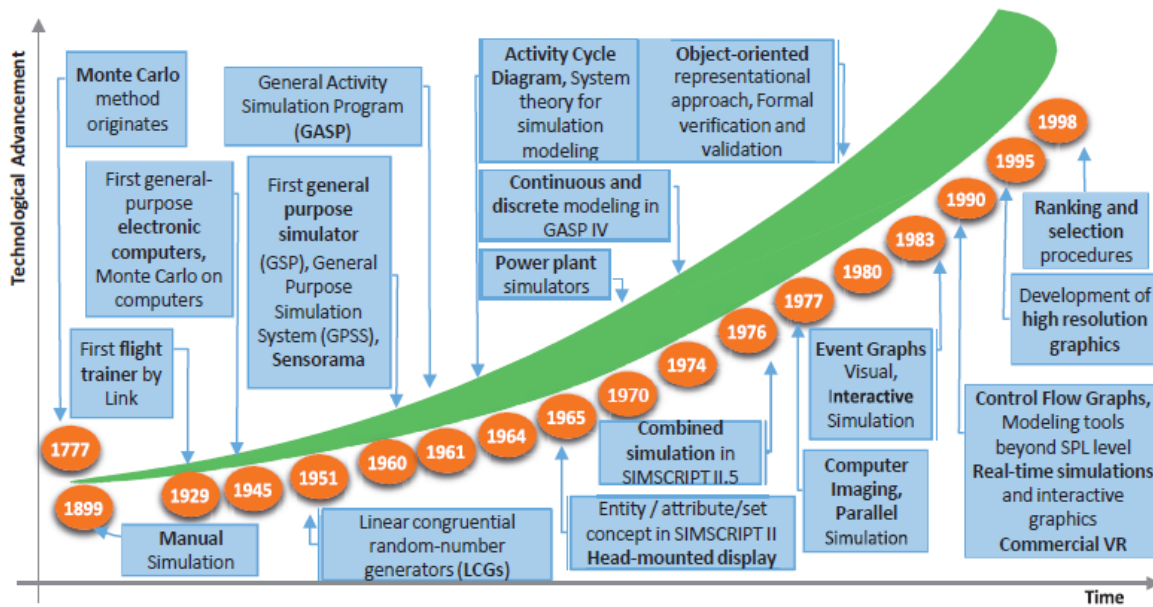 Technological Advancement
Monte Carlo
method
originates
General Activity
Simulation Program
(GASP)
Activity Cycle
Diagram, System
theory for
simulation
modeling
Object-oriented
representational
approach, Formal
verification and
validation
First general-
purpose
electronic
computers,
Monte Carlo on
computers
First general
purpose
simulator
(GSP), General
Purpose
Simulation
System (GPSS),
Sensorama
Continuous and
discrete modeling in
GASP IV
Power plant
simulators
First flight
trainer by
Link
1777
1899
1929
1945
1951
1960
1961
1964
1965
1970
1974
1976
1977
1980
1983
1990
1995
1998
Manual
Simulation
Linear congruential
random-number
generators (LCGs)
Entity / attribute/set
concept in SIMSCRIPT II
Head-mounted display
Combined
simulation in
SIMSCRIPT II.5
Computer
Imaging,
Parallel
Simulation
Event Graphs
Visual,
Interactive
Simulation
Control Flow Graphs,
Modeling tools
beyond SPL level
Real-time simulations
and interactive
graphics
Commercial VR
Development of
high resolution
graphics
Ranking and
selection
procedures
Time